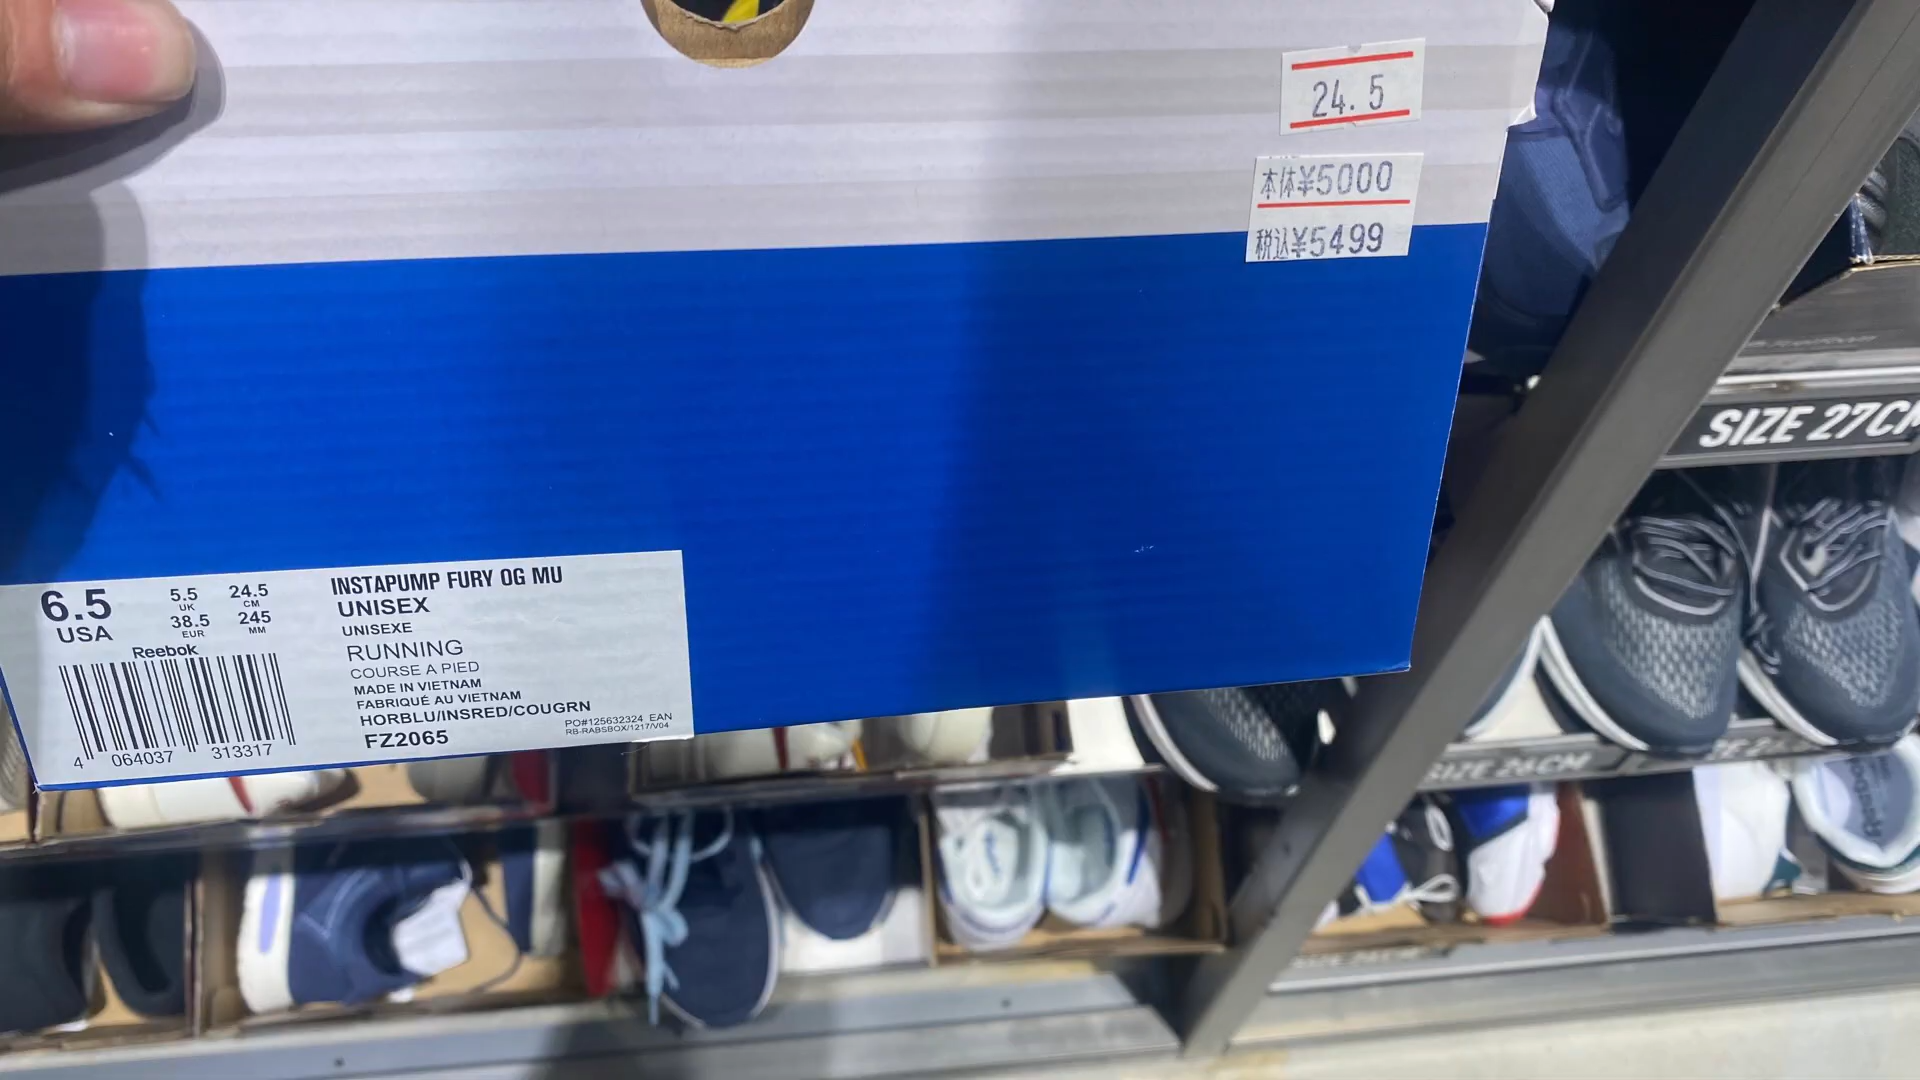 24.5
本体¥5000
税込¥5499
6.5
USA
5.5
UK
38.5
EUR
24.5
CM
245
MM
Reebok
4 064037 313317
INSTAPUMP FURY OG MU
UNISEX
UNISEXE
RUNNING
COURSE A PIED
MADE IN VIETNAM
FABRIQUÉ AU VIETNAM
HORBLU/INSRED/COUGRN
FZ2065
PO#125632324 EAN
RB-RABSBOX/1217/V04
SIZE 27CM
SIZE 26CM